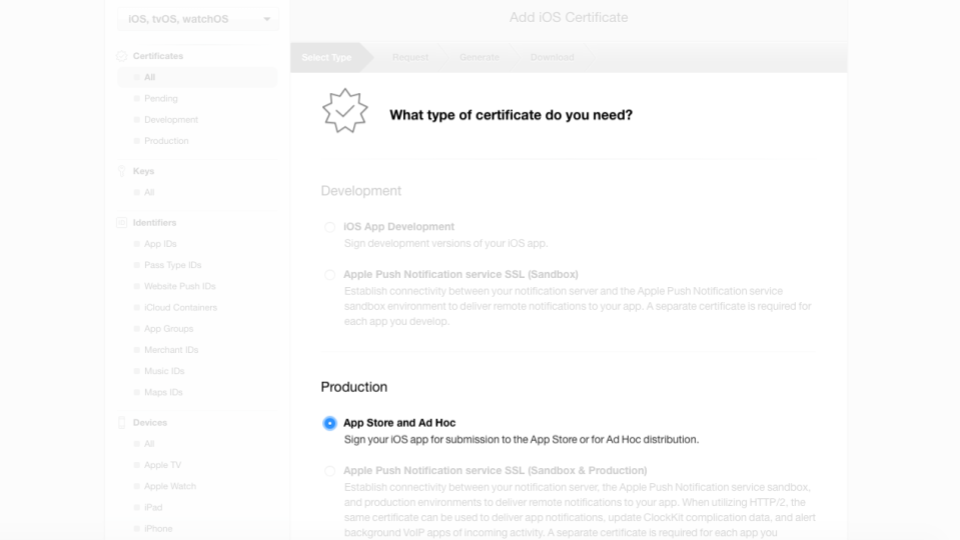 iOS, tvOS, watchOS
Certificates
All
Pending
Development
Production
Keys
All
Identifiers
App IDs
Pass Type IDs
Website Push IDs
iCloud Containers
App Groups
Merchant IDs
Music IDs
Maps IDs
Devices
All
Apple TV
Apple Watch
iPad
iPhone
Add iOS Certificate
Select Type
Request
Generate
Download
What type of certificate do you need?
Development
iOS App Development
Sign development versions of your iOS app.
Apple Push Notification service SSL (Sandbox)
Establish connectivity between your notification server and the Apple Push Notification service
sandbox environment to deliver remote notifications to your app. A separate certificate is required for
each app you develop.
Production
App Store and Ad Hoc
Sign your iOS app for submission to the App Store or for Ad Hoc distribution.
Apple Push Notification service SSL (Sandbox & Production)
Establish connectivity between your notification server, the Apple Push Notification service sandbox,
and production environments to deliver remote notifications to your app. When utilizing HTTP/2, the
same certificate can be used to deliver app notifications, update ClockKit complication data, and alert
background VoIP apps of incoming activity. A separate certificate is required for each app you